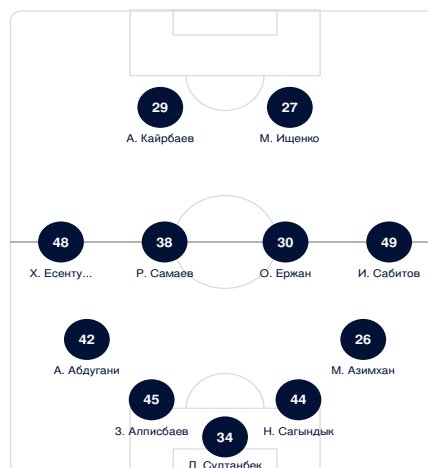 29
27
А. Кайрбаев
М. Ищенко
48
38
30
49
Х. Есенту...
Р. Самаев
О. Ержан
И. Сабитов
42
26
А. Абдугани
М. Азимхан
45
44
З. Алписбаев
Н. Сагындык
34
Д. Султанбек